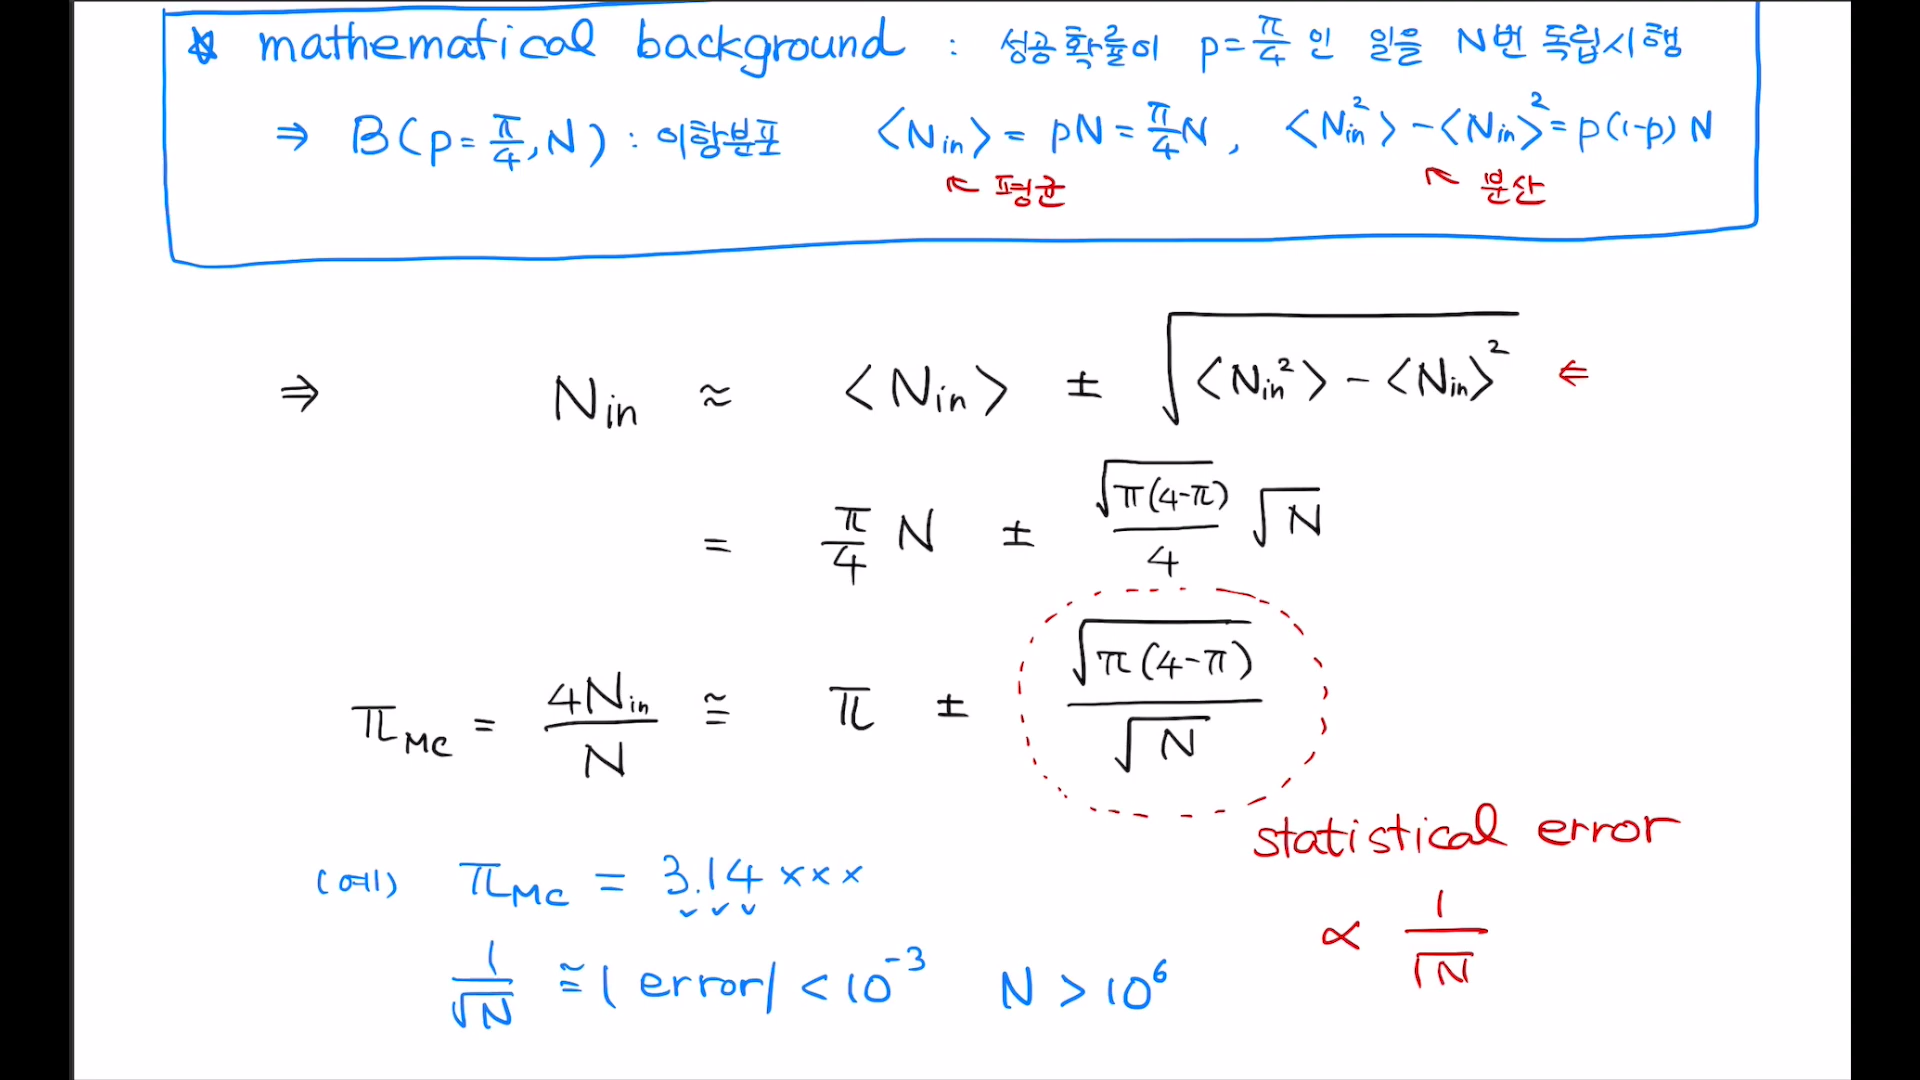 ★ mathematical background : 성공확률이 p=π/4 인 일을 N번 독립시행
⇒ B(p=π/4, N) : 이항분포 ⟨N_in⟩ = pN = π/4 N, ⟨N_in²⟩ - ⟨N_in⟩² = p(1-p) N
↖ 평균 ↖ 분산
⇒ N_in ≈ ⟨N_in⟩ ± √(⟨N_in²⟩ - ⟨N_in⟩²) ⇐
= π/4 N ± √(π(4-π))/4 √N
π_MC = 4N_in/N ≅ π ± √(π(4-π))/√N
statistical error
∝ 1/√N
(예) π_MC = 3.14×××
1/√N ≅ |error| < 10⁻³ N > 10⁶